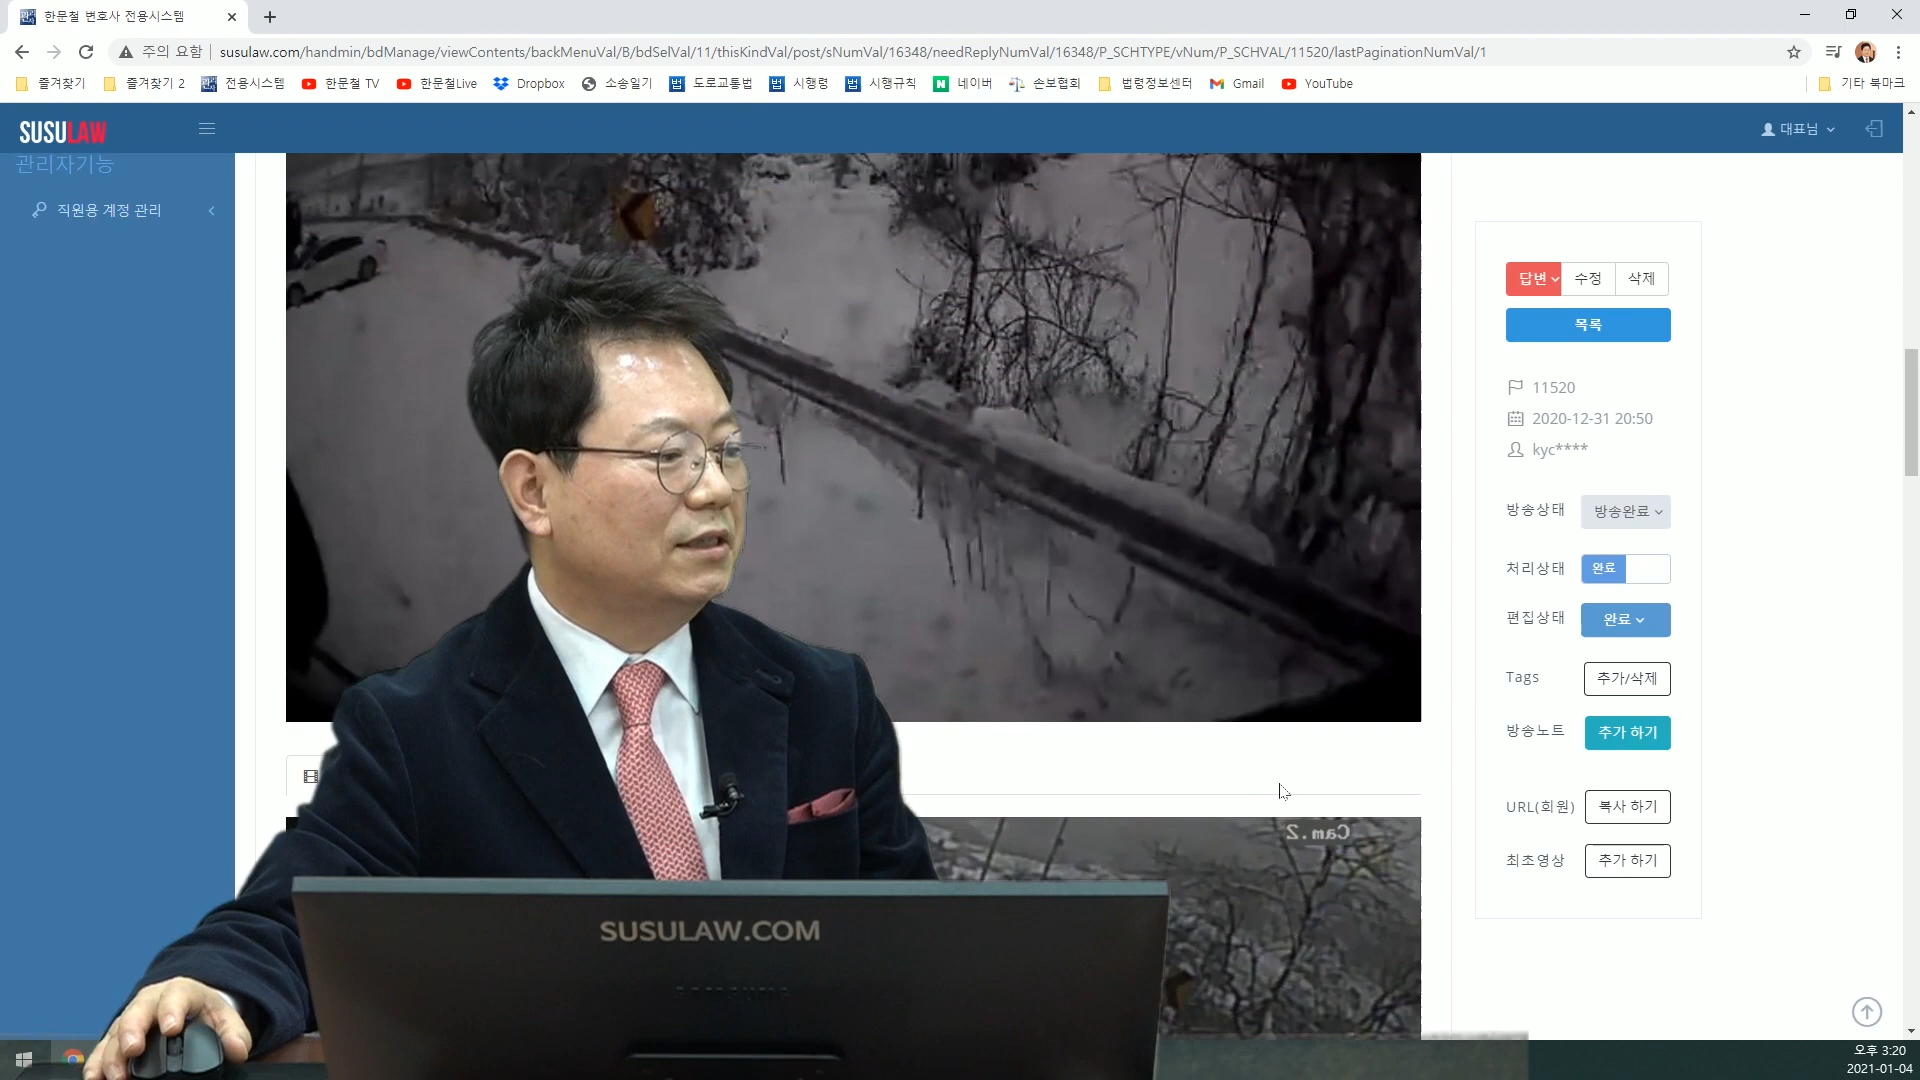 한문철 변호사 전용시스템
주의 요함
susulaw.com/handmin/bdManage/viewContents/backMenuVal/B/bdSelVal/11/thisKindVal/post/sNumVal/16348/needReplyNumVal/16348/P_SCHTYPE/vNum/P_SCHVAL/11520/lastPaginationNumVal/1
즐겨찾기 즐겨찾기 2 전용시스템 한문철 TV 한문철Live Dropbox 소송일기 법 도로교통법 법 시행령 법 시행규칙 N 네이버 손보협회 법령정보센터 Gmail YouTube 기타 북마크
SUSULAW
대표님
관리자기능
직원용 계정 관리
답변 수정 삭제
목록
11520
2020-12-31 20:50
kyc****
방송상태 방송완료
처리상태 완료
편집상태 완료
Tags 추가/삭제
방송노트 추가 하기
URL(회원) 복사 하기
최초영상 추가 하기
Cam.2
SUSULAW.COM
SAMSUNG
오후 3:20
2021-01-04